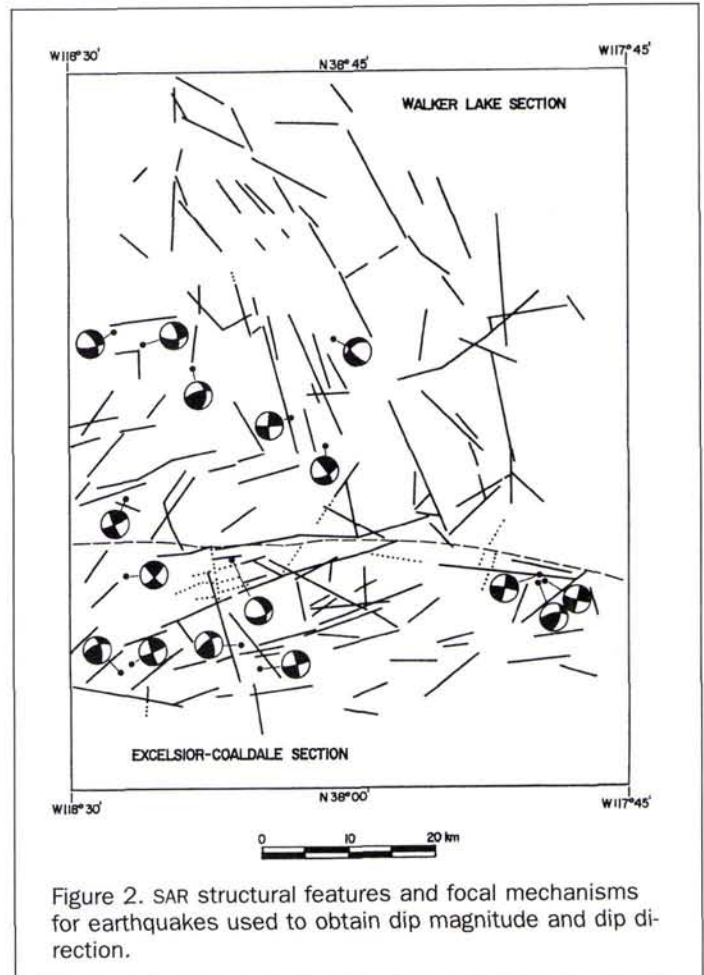 W118°30'
N38°45'
W117°45'
WALKER LAKE SECTION
EXCELSIOR-COALDALE SECTION
W118°30'
N38°00'
W117°45'
0 10 20 km
Figure 2. SAR structural features and focal mechanisms
for earthquakes used to obtain dip magnitude and dip di-
rection.